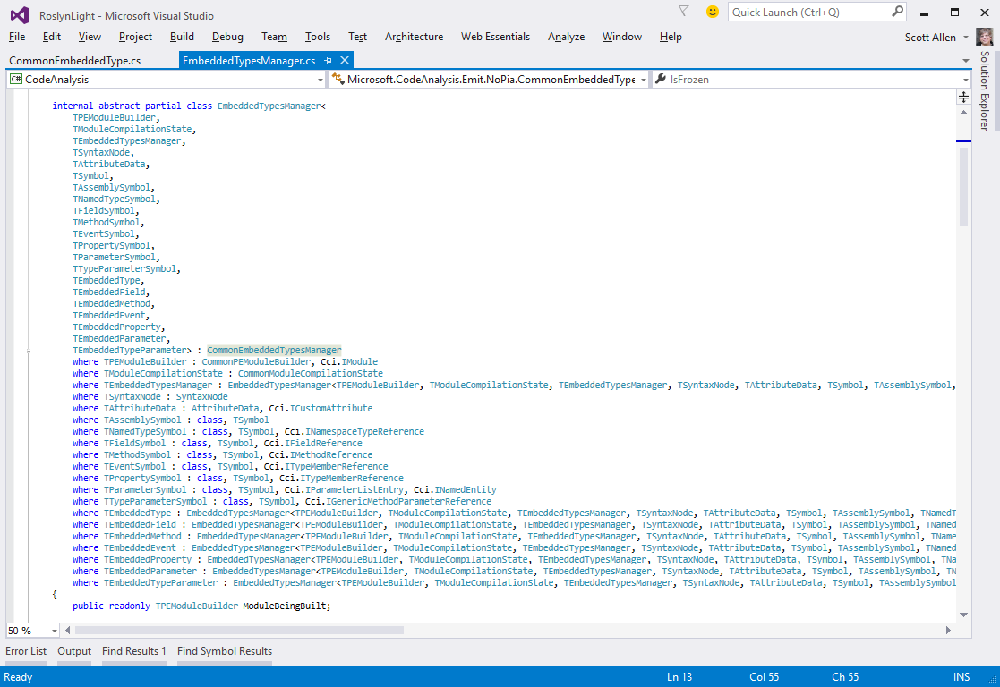 RoslynLight - Microsoft Visual Studio
Quick Launch (Ctrl+Q)
File Edit View Project Build Debug Team Tools Test Architecture Web Essentials Analyze Window Help
Scott Allen
CommonEmbeddedType.cs
EmbeddedTypesManager.cs
C# CodeAnalysis
Microsoft.CodeAnalysis.Emit.NoPia.CommonEmbeddedType
IsFrozen
Solution Explorer
internal abstract partial class EmbeddedTypesManager<
TPEModuleBuilder,
TModuleCompilationState,
TEmbeddedTypesManager,
TSyntaxNode,
TAttributeData,
TSymbol,
TAssemblySymbol,
TNamedTypeSymbol,
TFieldSymbol,
TMethodSymbol,
TEventSymbol,
TPropertySymbol,
TParameterSymbol,
TTypeParameterSymbol,
TEmbeddedType,
TEmbeddedField,
TEmbeddedMethod,
TEmbeddedEvent,
TEmbeddedProperty,
TEmbeddedParameter,
TEmbeddedTypeParameter> : CommonEmbeddedTypesManager
where TPEModuleBuilder : CommonPEModuleBuilder, Cci.IModule
where TModuleCompilationState : CommonModuleCompilationState
where TEmbeddedTypesManager : EmbeddedTypesManager<TPEModuleBuilder, TModuleCompilationState, TEmbeddedTypesManager, TSyntaxNode, TAttributeData, TSymbol, TAssemblySymbol,
where TSyntaxNode : SyntaxNode
where TAttributeData : AttributeData, Cci.ICustomAttribute
where TAssemblySymbol : class, TSymbol
where TNamedTypeSymbol : class, TSymbol, Cci.INamespaceTypeReference
where TFieldSymbol : class, TSymbol, Cci.IFieldReference
where TMethodSymbol : class, TSymbol, Cci.IMethodReference
where TEventSymbol : class, TSymbol, Cci.ITypeMemberReference
where TPropertySymbol : class, TSymbol, Cci.ITypeMemberReference
where TParameterSymbol : class, TSymbol, Cci.IParameterListEntry, Cci.INamedEntity
where TTypeParameterSymbol : class, TSymbol, Cci.IGenericMethodParameterReference
where TEmbeddedType : EmbeddedTypesManager<TPEModuleBuilder, TModuleCompilationState, TEmbeddedTypesManager, TSyntaxNode, TAttributeData, TSymbol, TAssemblySymbol, TNamedT
where TEmbeddedField : EmbeddedTypesManager<TPEModuleBuilder, TModuleCompilationState, TEmbeddedTypesManager, TSyntaxNode, TAttributeData, TSymbol, TAssemblySymbol, TNamed
where TEmbeddedMethod : EmbeddedTypesManager<TPEModuleBuilder, TModuleCompilationState, TEmbeddedTypesManager, TSyntaxNode, TAttributeData, TSymbol, TAssemblySymbol, TName
where TEmbeddedEvent : EmbeddedTypesManager<TPEModuleBuilder, TModuleCompilationState, TEmbeddedTypesManager, TSyntaxNode, TAttributeData, TSymbol, TAssemblySymbol, TNamed
where TEmbeddedProperty : EmbeddedTypesManager<TPEModuleBuilder, TModuleCompilationState, TEmbeddedTypesManager, TSyntaxNode, TAttributeData, TSymbol, TAssemblySymbol, TNa
where TEmbeddedParameter : EmbeddedTypesManager<TPEModuleBuilder, TModuleCompilationState, TEmbeddedTypesManager, TSyntaxNode, TAttributeData, TSymbol, TAssemblySymbol, TN
where TEmbeddedTypeParameter : EmbeddedTypesManager<TPEModuleBuilder, TModuleCompilationState, TEmbeddedTypesManager, TSyntaxNode, TAttributeData, TSymbol, TAssemblySymbol
{
public readonly TPEModuleBuilder ModuleBeingBuilt;
50 %
Error List Output Find Results 1 Find Symbol Results
Ready Ln 13 Col 55 Ch 55 INS